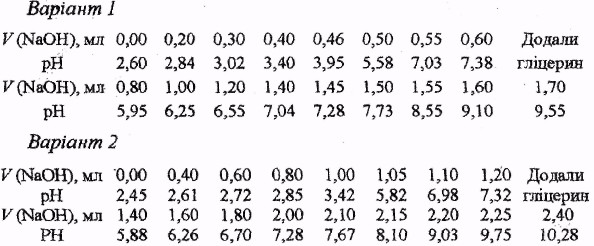 Варіант 1
V (NaOH), мл 0,00 0,20 0,30 0,40 0,46 0,50 0,55 0,60 Додали
pH 2,60 2,84 3,02 3,40 3,95 5,58 7,03 7,38 гліцерин
V (NaOH), мл 0,80 1,00 1,20 1,40 1,45 1,50 1,55 1,60 1,70
pH 5,95 6,25 6,55 7,04 7,28 7,73 8,55 9,10 9,55
Варіант 2
V (NaOH), мл 0,00 0,40 0,60 0,80 1,00 1,05 1,10 1,20 Додали
pH 2,45 2,61 2,72 2,85 3,42 5,82 6,98 7,32 гліцерин
V (NaOH), мл 1,40 1,60 1,80 2,00 2,10 2,15 2,20 2,25 2,40
PH 5,88 6,26 6,70 7,28 7,67 8,10 9,03 9,75 10,28